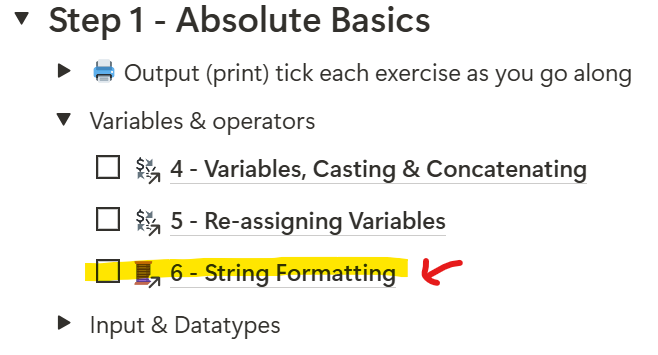 Step 1 - Absolute Basics
Output (print) tick each exercise as you go along
Variables & operators
4 - Variables, Casting & Concatenating
5 - Re-assigning Variables
6 - String Formatting
Input & Datatypes